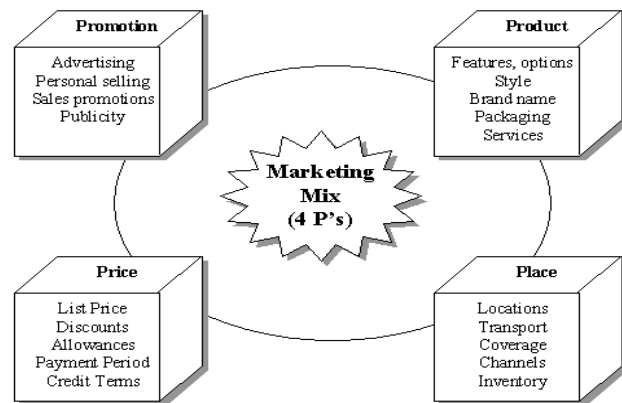 Promotion
Advertising
Personal selling
Sales promotions
Publicity
Product
Features, options
Style
Brand name
Packaging
Services
Marketing
Mix
(4 P's)
Price
List Price
Discounts
Allowances
Payment Period
Credit Terms
Place
Locations
Transport
Coverage
Channels
Inventory